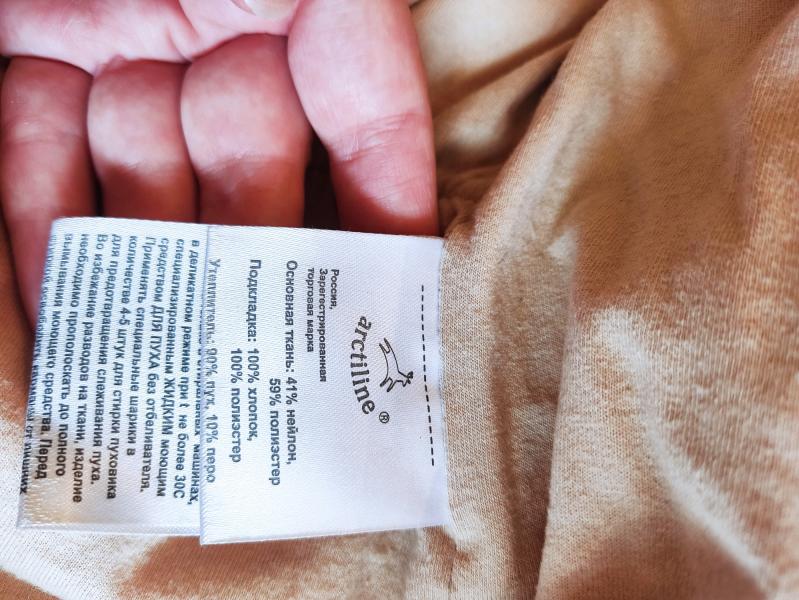 arctiline®
Россия,
Зарегестрированная
торговая марка
Основная ткань: 41% нейлон,
59% полиэстер
Подкладка: 100% хлопок,
100% полиэстер
Утеплитель: 90% пух, 10% перо
машинах,
в деликатном режиме при t не более 30С
специализированным ЖИДКИМ моющим
средством ДЛЯ ПУХА без отбеливателя.
Применять специальные шарики в
количестве 4-5 штук для стирки пуховика
для предотвращения слеживания пуха.
Во избежание разводов на ткани, изделие
необходимо прополоскать до полного
вымывания моющего средства. Перед